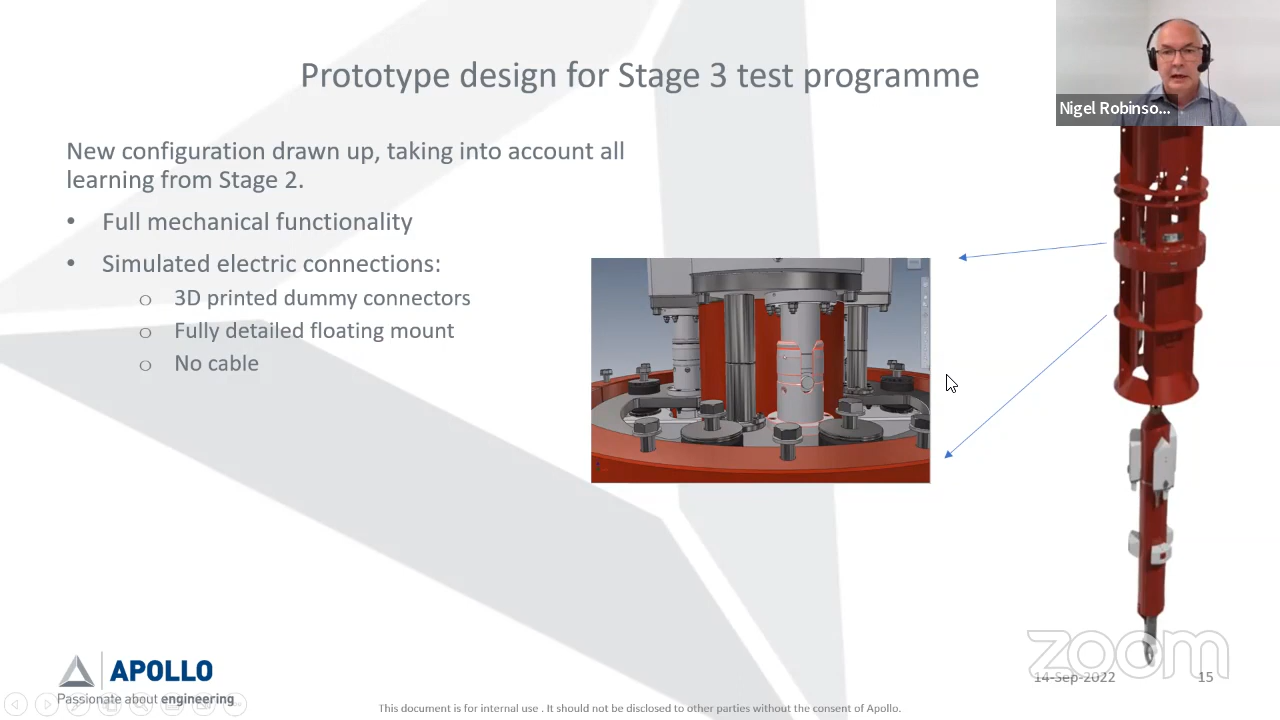 Prototype design for Stage 3 test programme
Nigel Robinso...
New configuration drawn up, taking into account all
learning from Stage 2.
• Full mechanical functionality
• Simulated electric connections:
o 3D printed dummy connectors
o Fully detailed floating mount
o No cable
APOLLO
Passionate about engineering
zoom
14-Sep-2022
15
This document is for internal use . It should not be disclosed to other parties without the consent of Apollo.